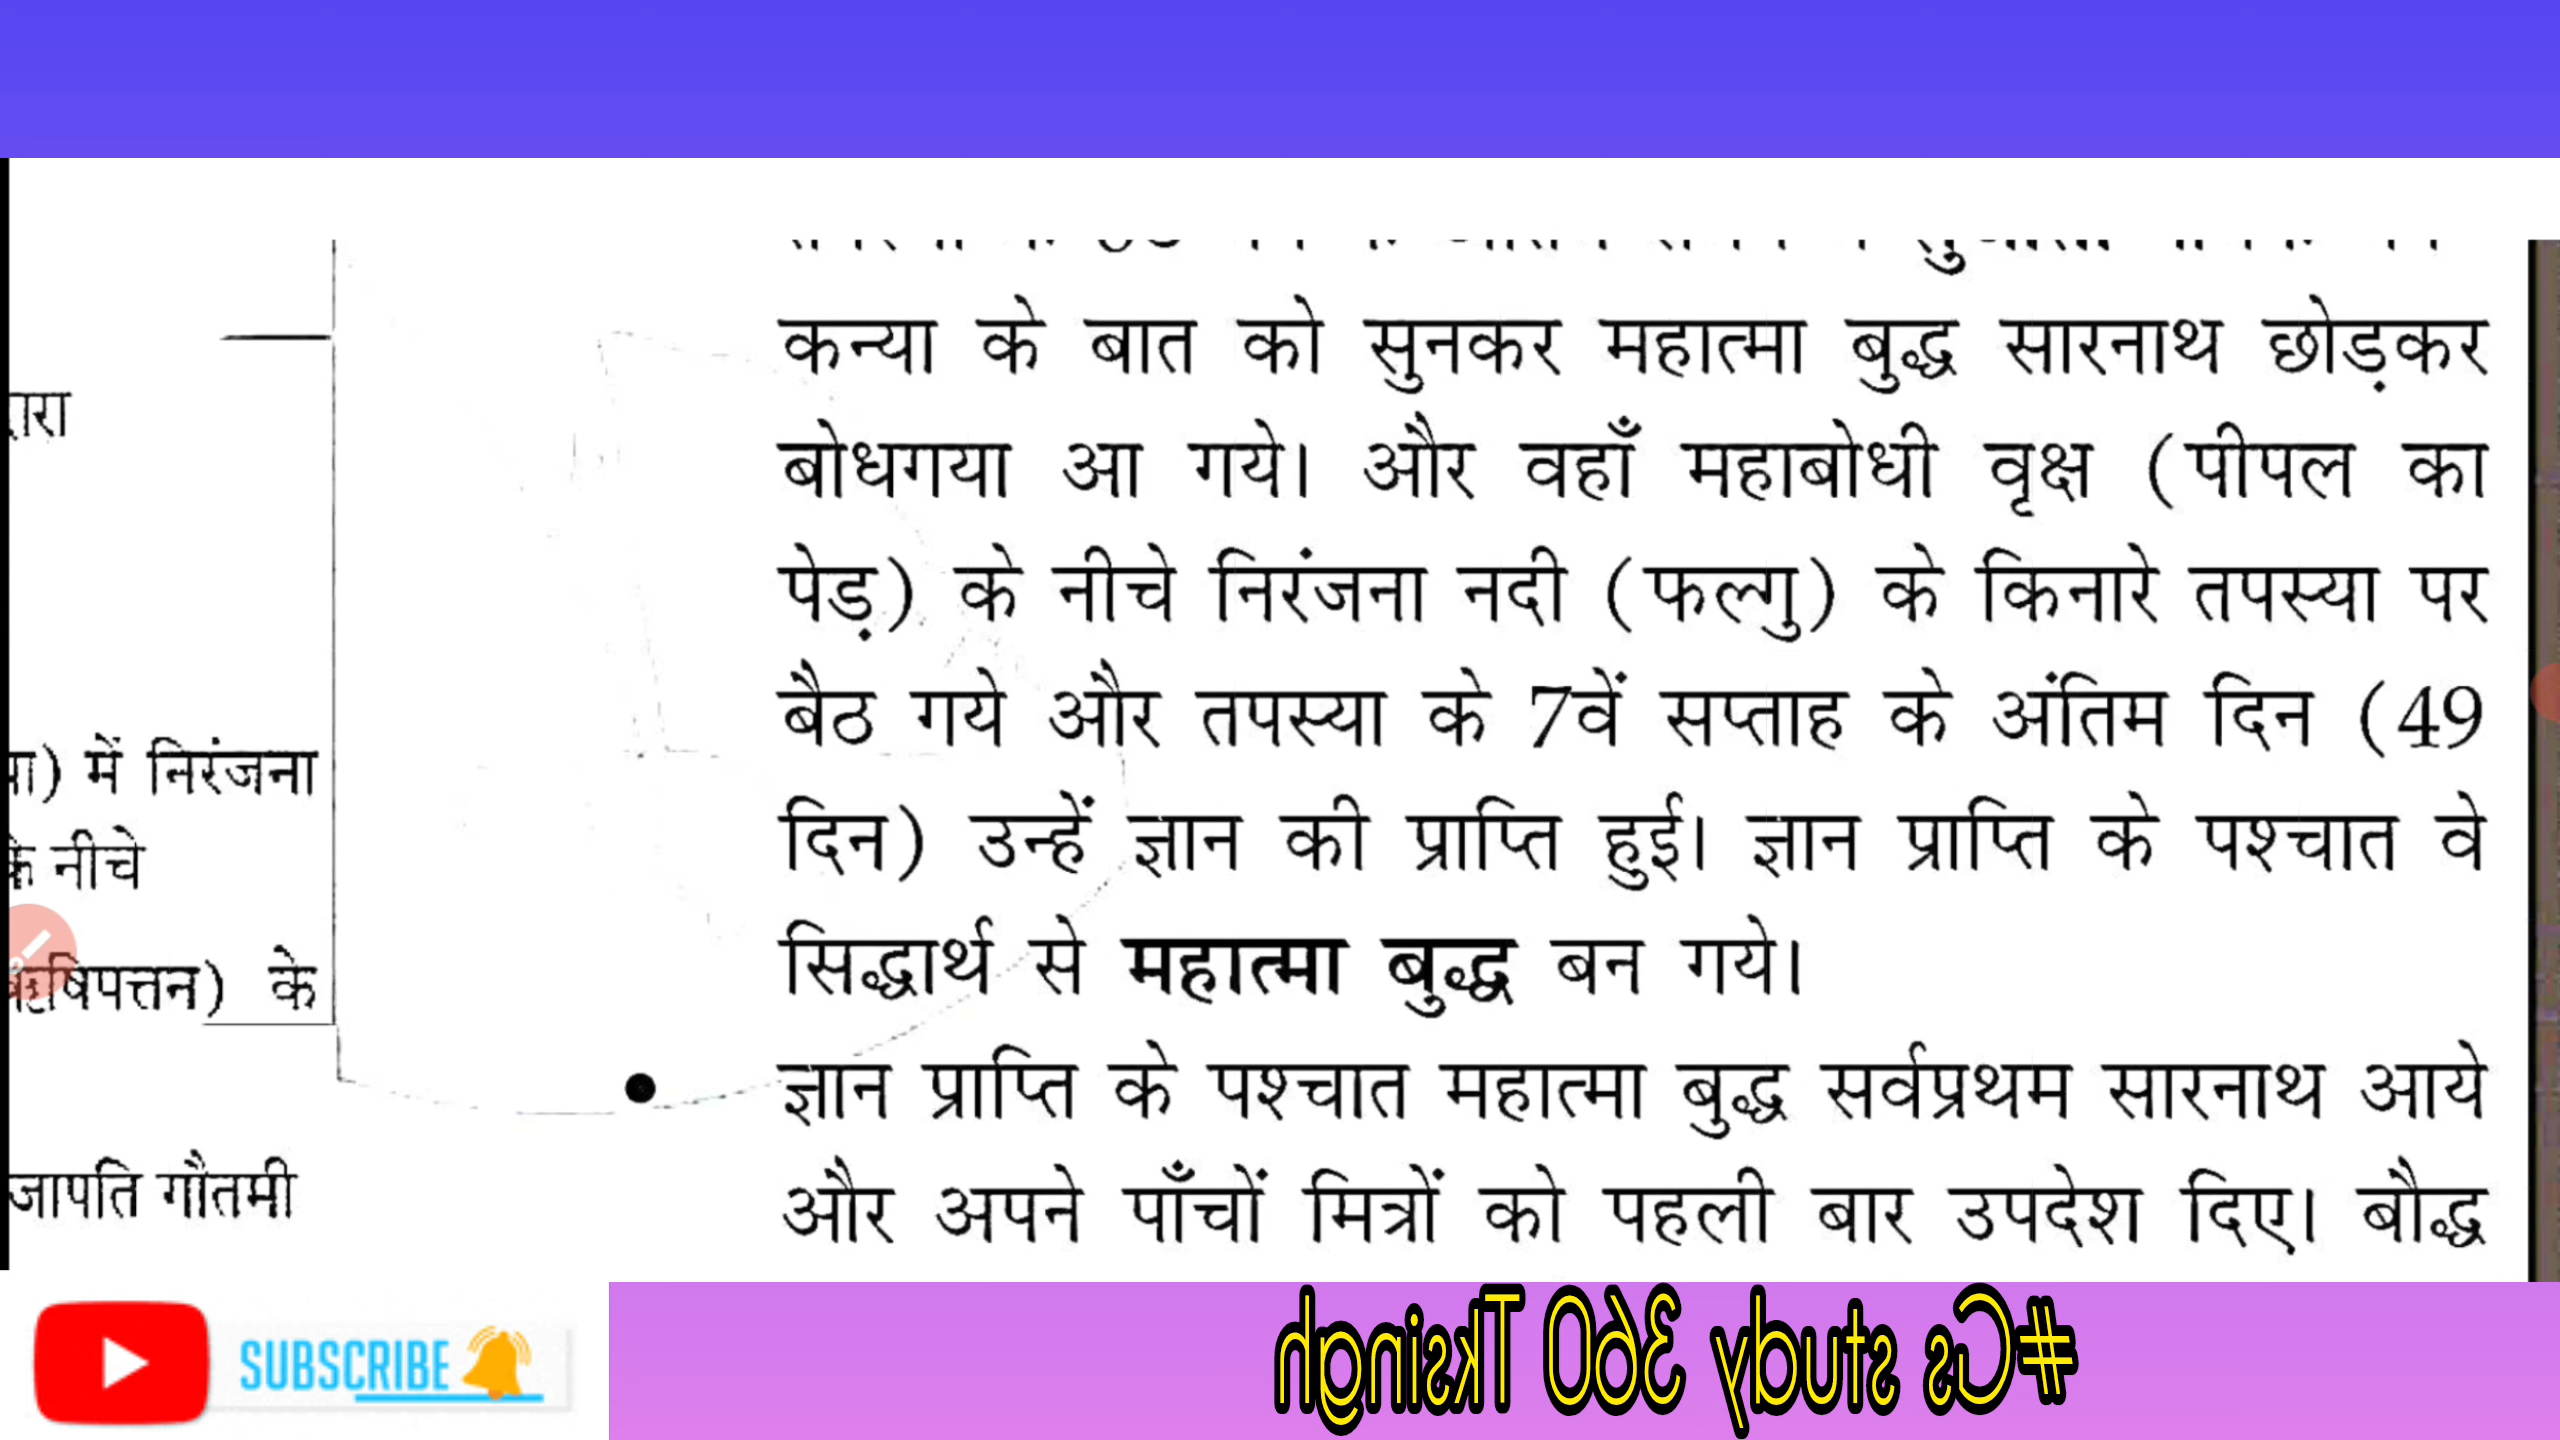 कन्या के बात को सुनकर महात्मा बुद्ध सारनाथ छोड़कर
बोधगया आ गये। और वहाँ महाबोधी वृक्ष (पीपल का
पेड़) के नीचे निरंजना नदी (फल्गु) के किनारे तपस्या पर
बैठ गये और तपस्या के 7वें सप्ताह के अंतिम दिन (49
दिन) उन्हें ज्ञान की प्राप्ति हुई। ज्ञान प्राप्ति के पश्चात वे
सिद्धार्थ से महात्मा बुद्ध बन गये।
● ज्ञान प्राप्ति के पश्चात महात्मा बुद्ध सर्वप्रथम सारनाथ आये
और अपने पाँचों मित्रों को पहली बार उपदेश दिए। बौद्ध
में निरंजना
के नीचे
ऋषिपत्तन) के
जापति गौतमी
SUBSCRIBE
#Cs study 360 Tksingh